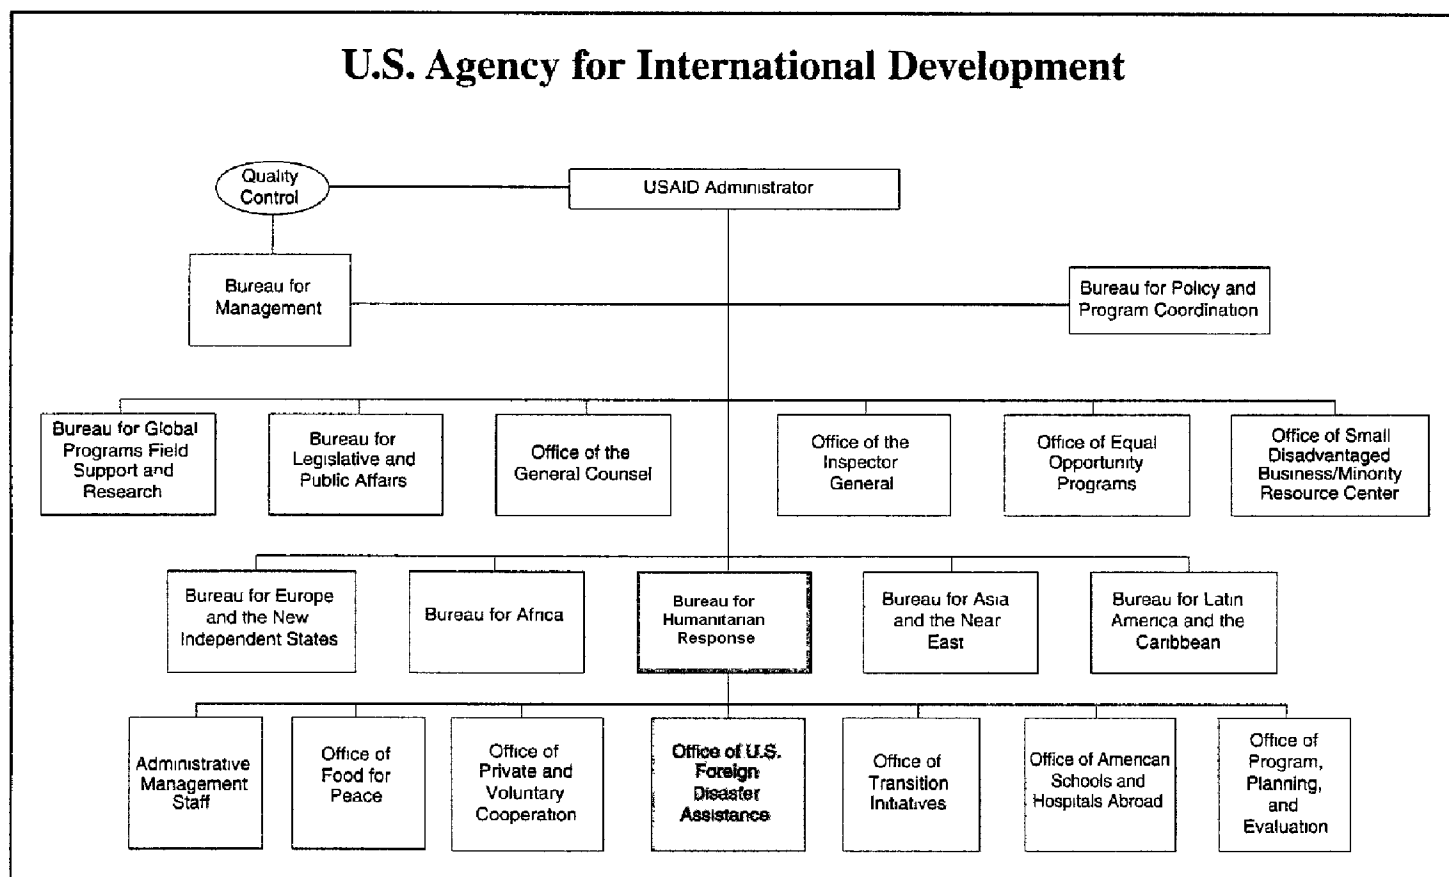 U.S. Agency for International Development
Quality
Control
USAID Administrator
Bureau for
Management
Bureau for Policy and
Program Coordination
Bureau for Global
Programs Field
Support and
Research
Bureau for
Legislative and
Public Affairs
Office of the
General Counsel
Office of the
Inspector
General
Office of Equal
Opportunity
Programs
Office of Small
Disadvantaged
Business/Minority
Resource Center
Bureau for Europe
and the New
Independent States
Bureau for Africa
Bureau for
Humanitarian
Response
Bureau for Asia
and the Near
East
Bureau for Latin
America and the
Caribbean
Administrative
Management
Staff
Office of
Food for
Peace
Office of
Private and
Voluntary
Cooperation
Office of U.S.
Foreign
Disaster
Assistance
Office of
Transition
Initiatives
Office of American
Schools and
Hospitals Abroad
Office of
Program,
Planning,
and
Evaluation